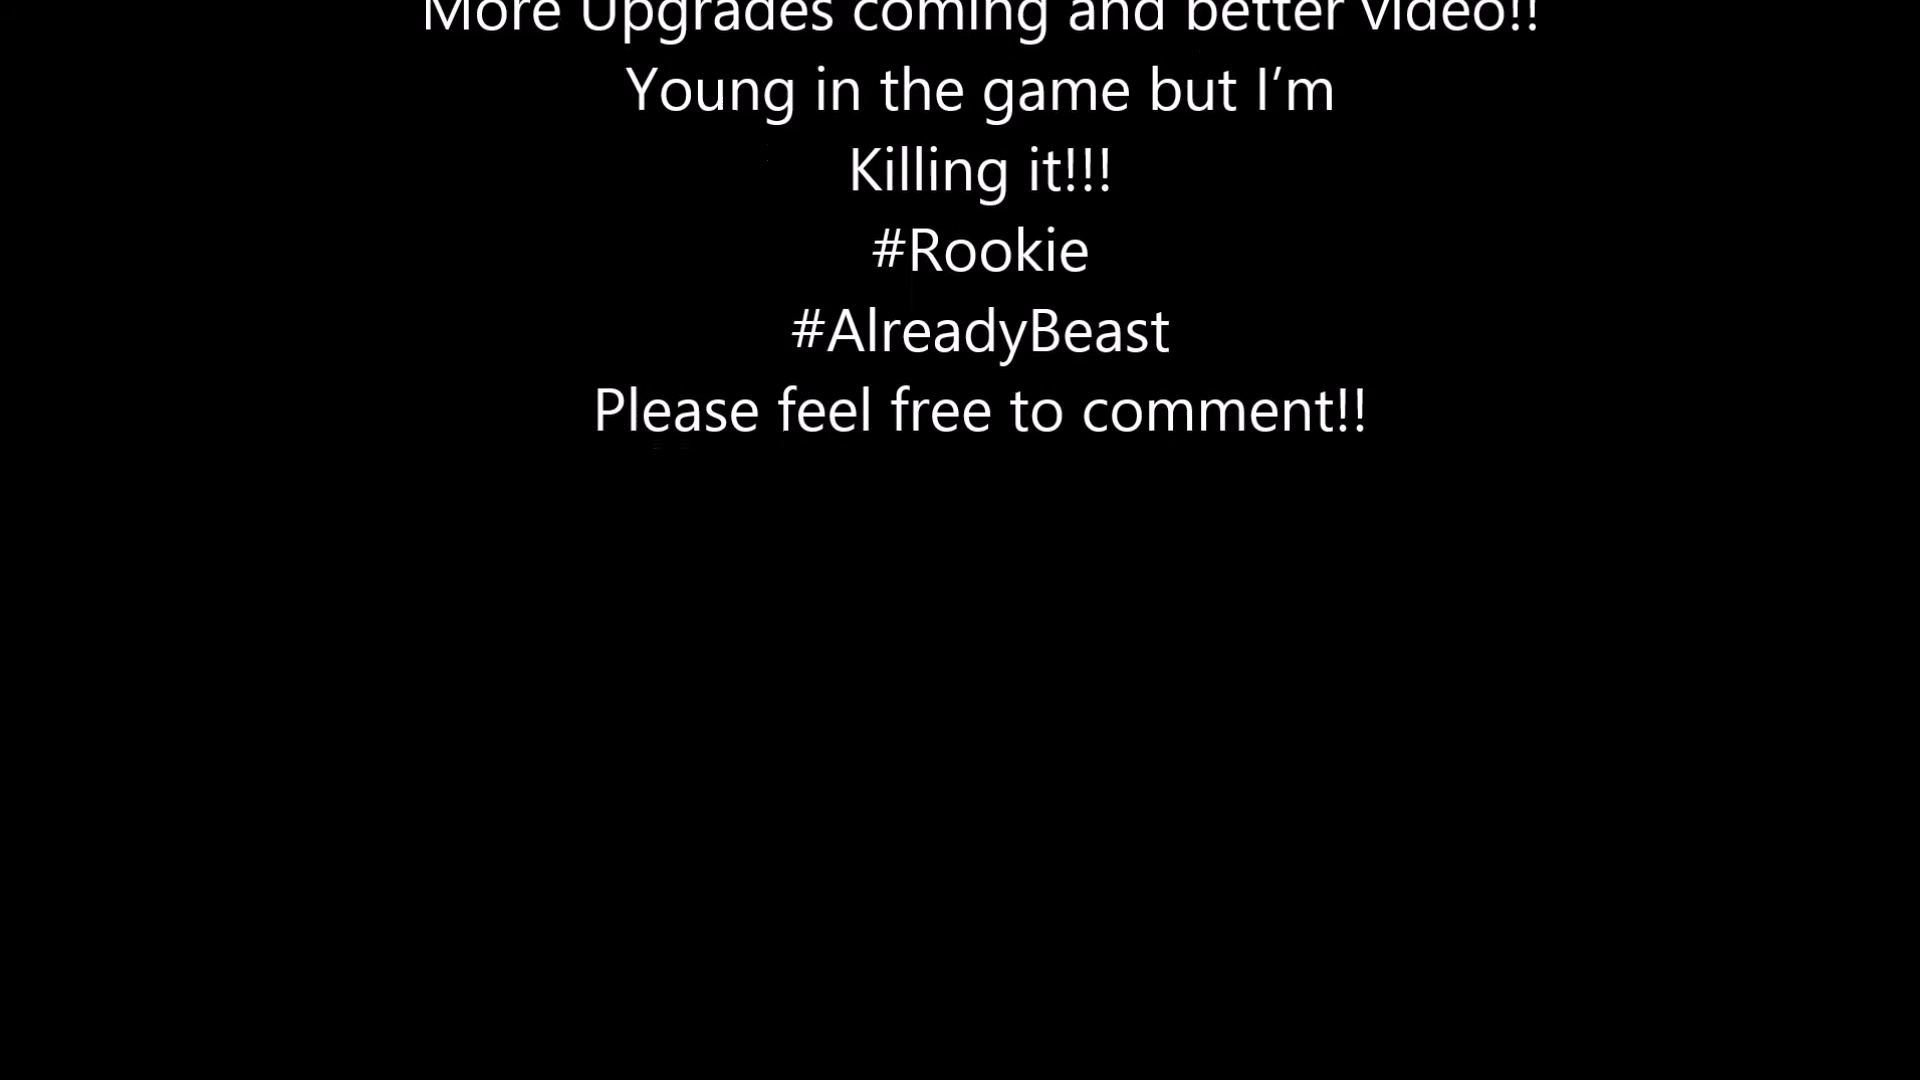 More Upgrades coming and better video!!
Young in the game but I’m
Killing it!!!
#Rookie
#AlreadyBeast
Please feel free to comment!!